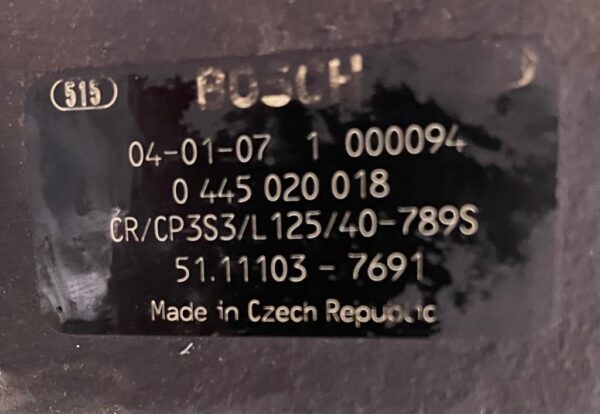 515 BOSCH
04-01-07 1 000094
0 445 020 018
CR/CP3S3/L125/40-789S
51.11103-7691
Made in Czech Republic